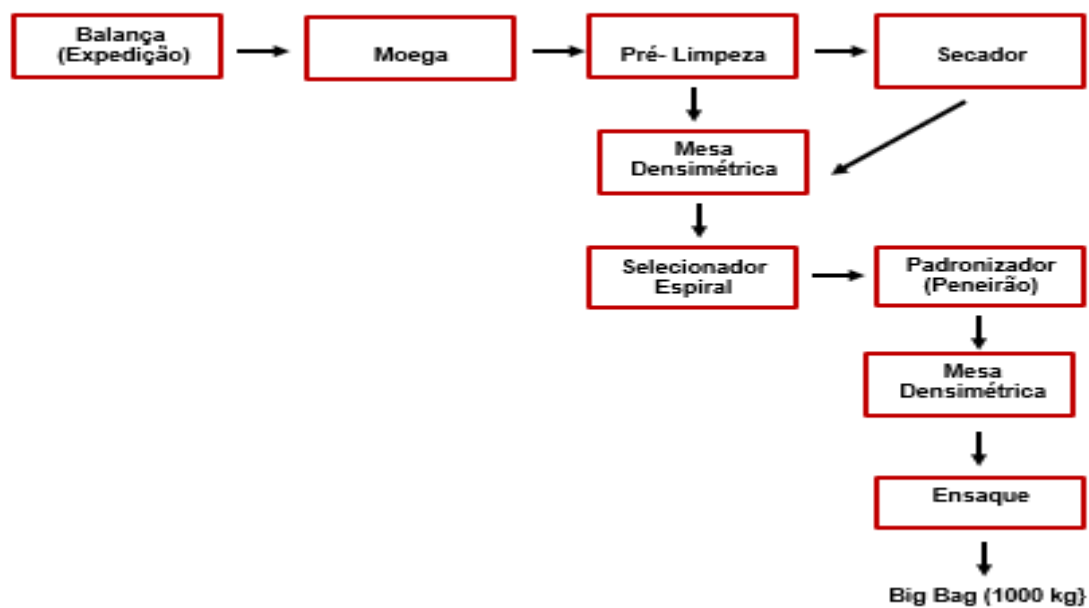 Balança
(Expedição)
Moega
Pré- Limpeza
Secador
Mesa
Densimétrica
Selecionador
Espiral
Padronizador
(Peneirão)
Mesa
Densimétrica
Ensaque
Big Bag (1000 kg)